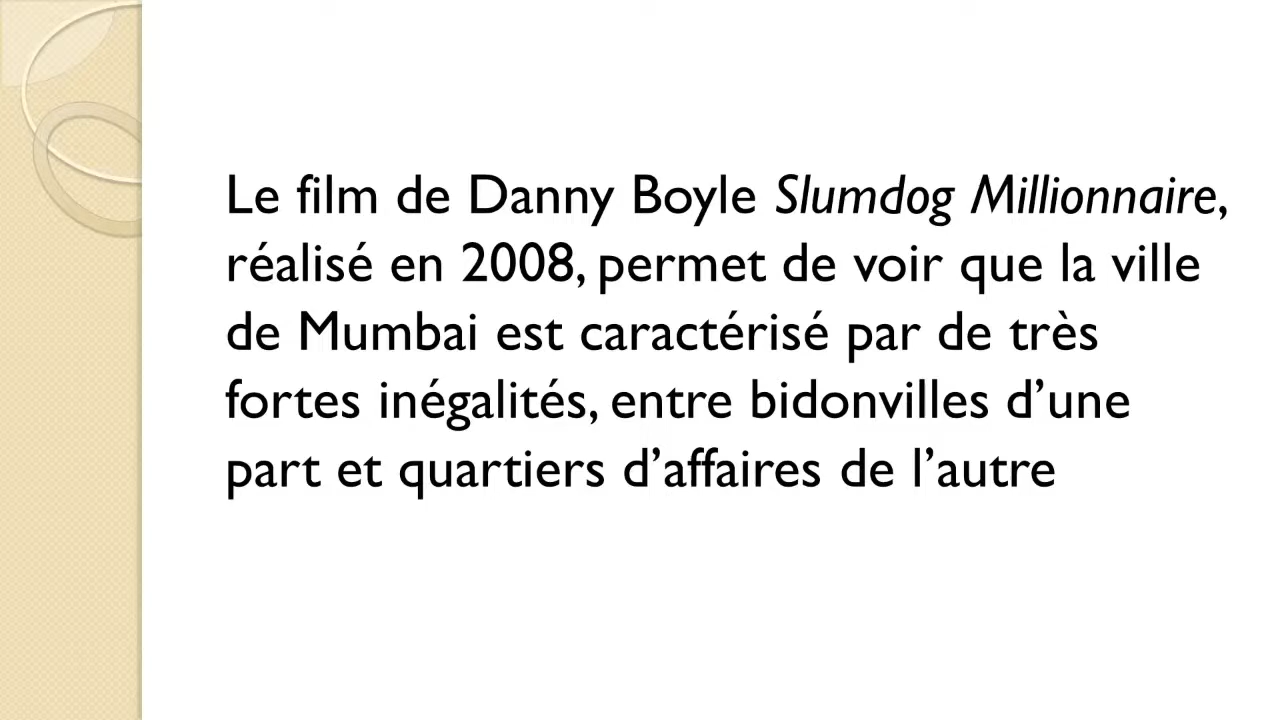 Le film de Danny Boyle Slumdog Millionnaire,
réalisé en 2008, permet de voir que la ville
de Mumbai est caractérisé par de très
fortes inégalités, entre bidonvilles d’une
part et quartiers d’affaires de l’autre